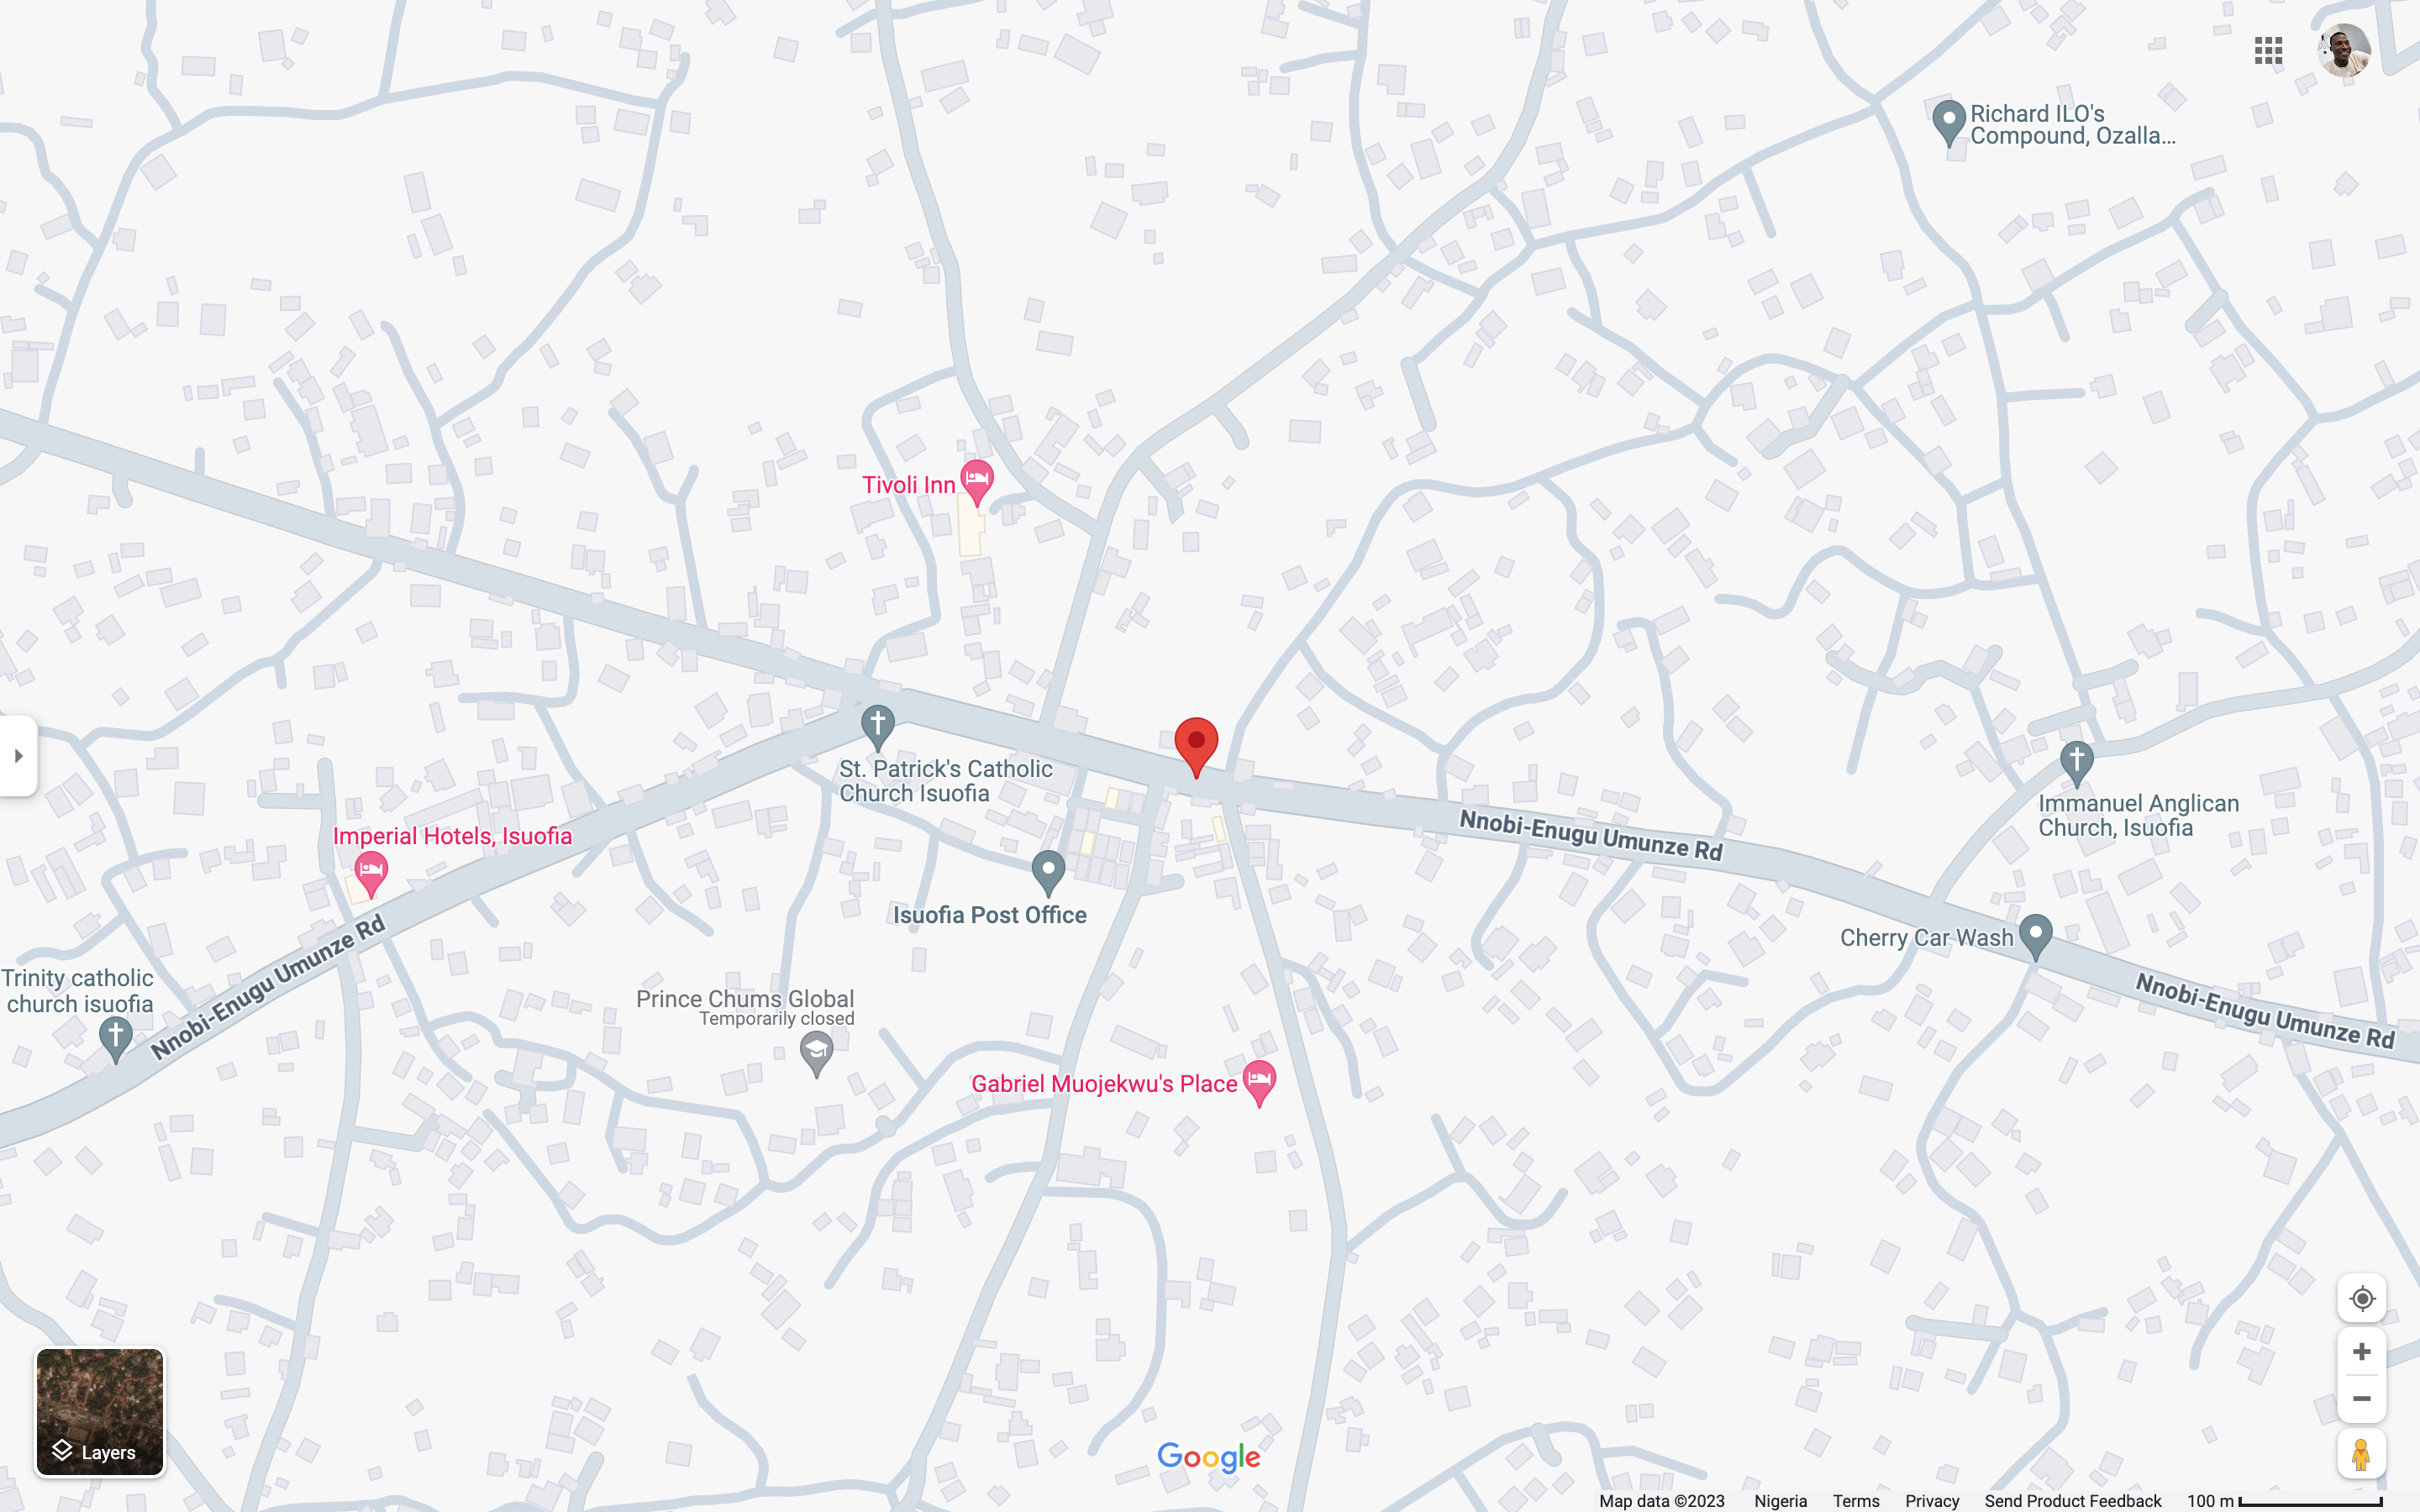 Richard ILO's
Compound, Ozalla...
Tivoli Inn
St. Patrick's Catholic
Church Isuofia
Nnobi-Enugu Umunze Rd
Immanuel Anglican
Church, Isuofia
Imperial Hotels, Isuofia
Isuofia Post Office
Cherry Car Wash
Nnobi-Enugu Umunze Rd
Nnobi-Enugu Umunze Rd
Trinity catholic
church isuofia
Prince Chums Global
Temporarily closed
Gabriel Muojekwu's Place
Layers
Google
Map data ©2023 Nigeria Terms Privacy Send Product Feedback 100 m